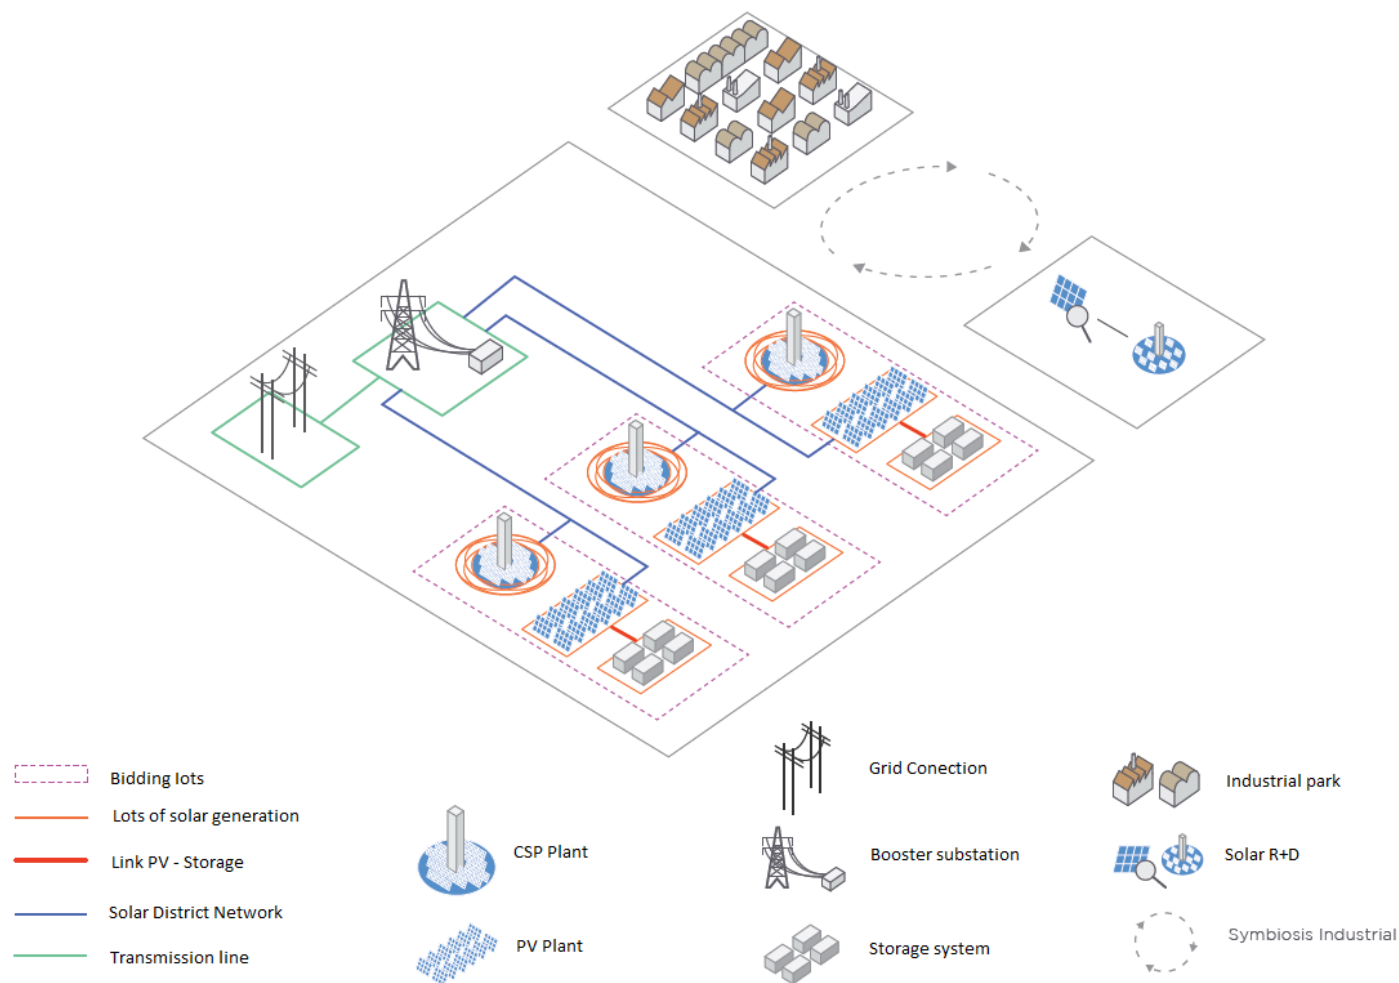 Bidding lots
Lots of solar generation
Link PV - Storage
Solar District Network
Transmission line
CSP Plant
PV Plant
Grid Conection
Booster substation
Storage system
Industrial park
Solar R+D
Symbiosis Industrial